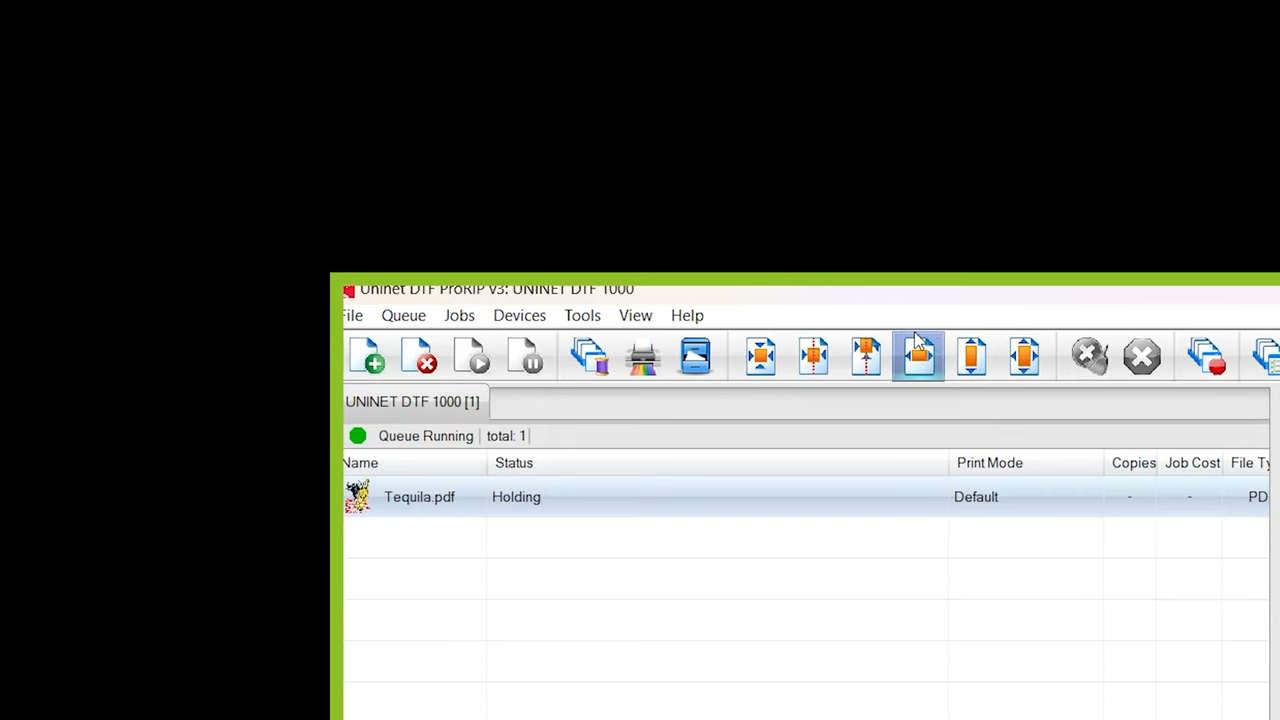 Uninet DTF ProRIP v3: UNINET DTF 1000
File Queue Jobs Devices Tools View Help
UNINET DTF 1000 [1]
Queue Running total: 1
Name Status Print Mode Copies Job Cost File Ty
Tequila.pdf Holding Default - - PD